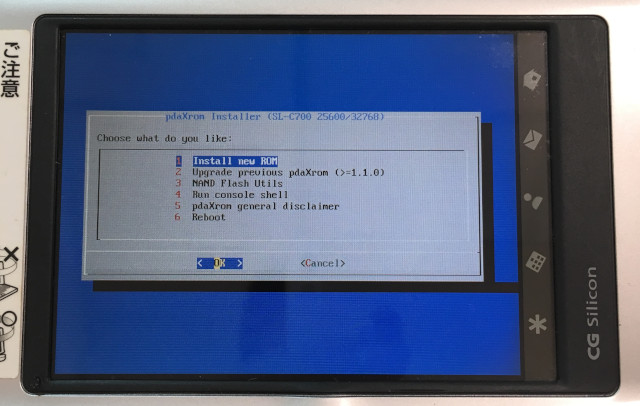 ご注意
pdaXrom Installer (SL-C700 25600/32768)
Choose what do you like:
1 Install new ROM
2 Upgrade previous pdaXrom (>=1.1.0)
3 NAND Flash Utils
4 Run console shell
5 pdaXrom general disclaimer
6 Reboot
< OK > <Cancel>
CG Silicon